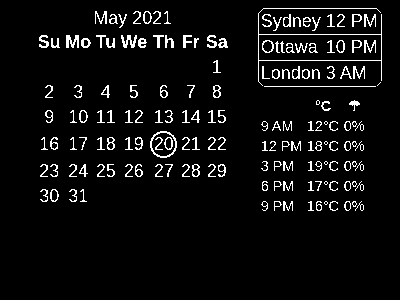 May 2021
Su Mo Tu We Th Fr Sa
1
2 3 4 5 6 7 8
9 10 11 12 13 14 15
16 17 18 19 20 21 22
23 24 25 26 27 28 29
30 31
Sydney 12 PM
Ottawa 10 PM
London 3 AM
°C ☂
9 AM 12°C 0%
12 PM 18°C 0%
3 PM 19°C 0%
6 PM 17°C 0%
9 PM 16°C 0%